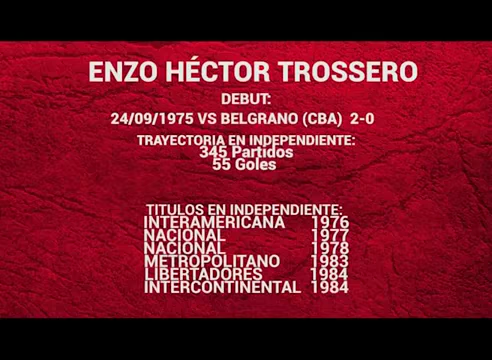 ENZO HÉCTOR TROSSERO
DEBUT:
24/09/1975 VS BELGRANO (CBA) 2-0
TRAYECTORIA EN INDEPENDIENTE:
345 Partidos
55 Goles
TITULOS EN INDEPENDIENTE:
INTERAMERICANA 1976
NACIONAL 1977
NACIONAL 1978
METROPOLITANO 1983
LIBERTADORES 1984
INTERCONTINENTAL 1984